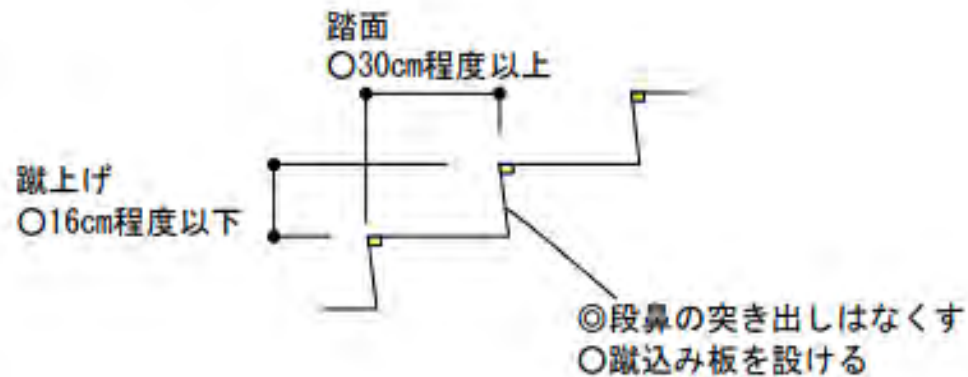 踏面
○30cm程度以上
蹴上げ
○16cm程度以下
◎段鼻の突き出しはなくす
○蹴込み板を設ける